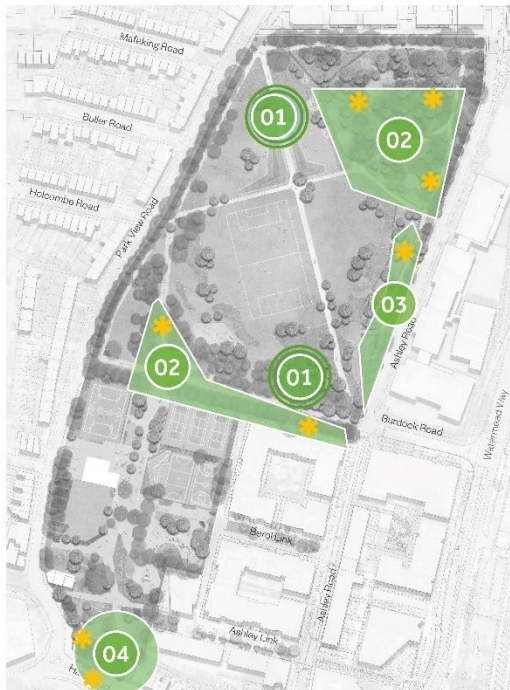 Mafeking Road
01
02
Buller Road
Holcombe Road
Park View Road
03
Ashley Road
02
01
Burdock Road
Watermead Way
Berol Link
Ashley Road
Ashley Link
04